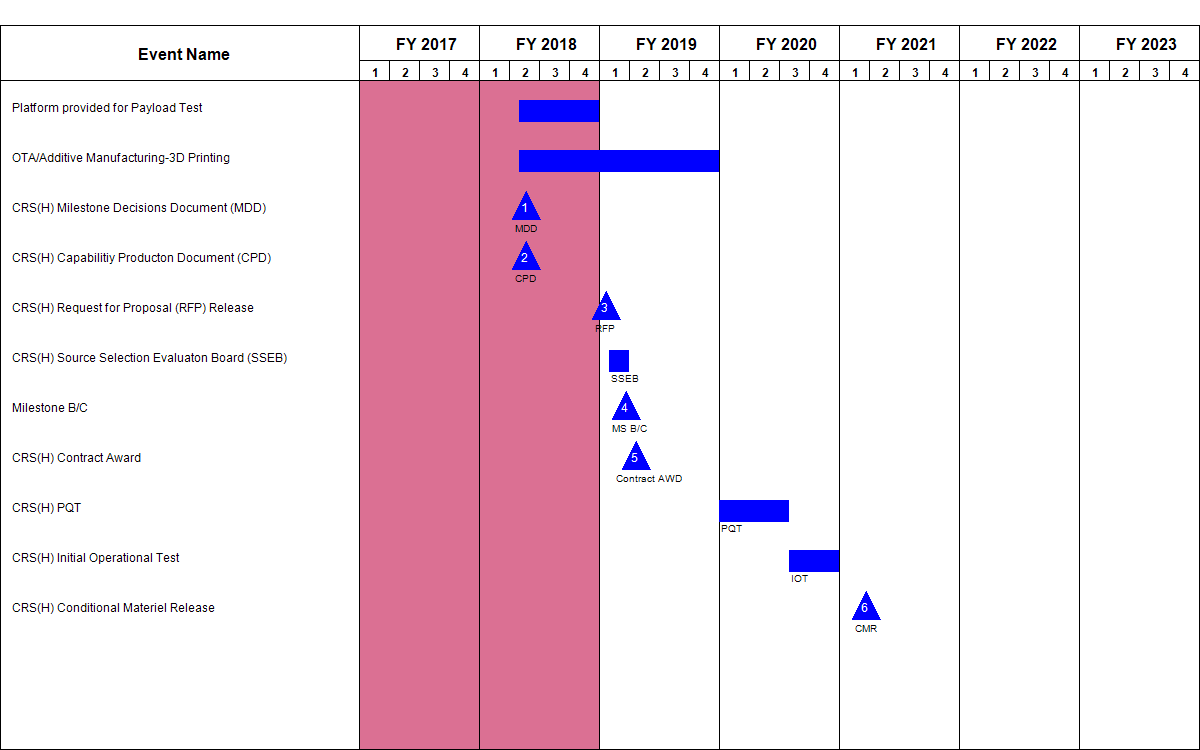 Event Name
FY 2017 FY 2018 FY 2019 FY 2020 FY 2021 FY 2022 FY 2023
1 2 3 4 1 2 3 4 1 2 3 4 1 2 3 4 1 2 3 4 1 2 3 4 1 2 3 4
Platform provided for Payload Test
OTA/Additive Manufacturing-3D Printing
CRS(H) Milestone Decisions Document (MDD)
1
MDD
CRS(H) Capabilitiy Producton Document (CPD)
2
CPD
CRS(H) Request for Proposal (RFP) Release
3
RFP
CRS(H) Source Selection Evaluaton Board (SSEB)
SSEB
Milestone B/C
4
MS B/C
CRS(H) Contract Award
5
Contract AWD
CRS(H) PQT
PQT
CRS(H) Initial Operational Test
IOT
CRS(H) Conditional Materiel Release
6
CMR